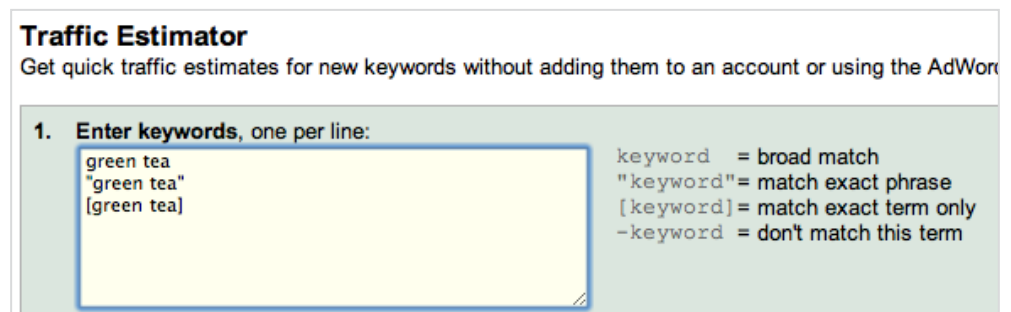 Traffic Estimator
Get quick traffic estimates for new keywords without adding them to an account or using the
1. Enter keywords, one per line:
green tea
"green tea"
[green tea]
keyword = broad match
"keyword"= match exact phrase
[keyword]= match exact term only
-keyword = don't match this term